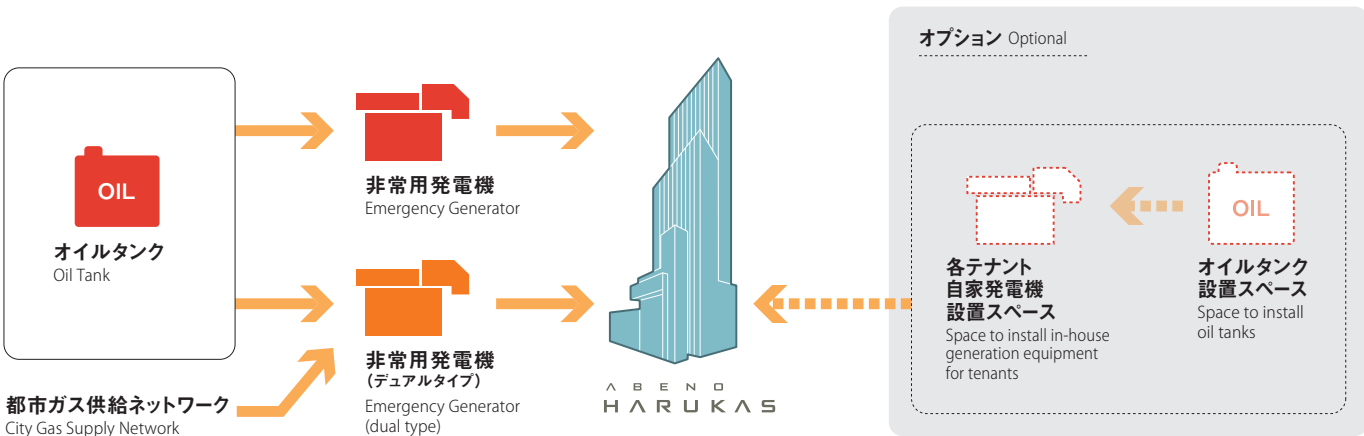 OIL
オイルタンク
Oil Tank
都市ガス供給ネットワーク
City Gas Supply Network
非常用発電機
Emergency Generator
非常用発電機
（デュアルタイプ）
Emergency Generator
(dual type)
ABENO
HARUKAS
オプション Optional
各テナント
自家発電機
設置スペース
Space to install in-house
generation equipment
for tenants
OIL
オイルタンク
設置スペース
Space to install
oil tanks